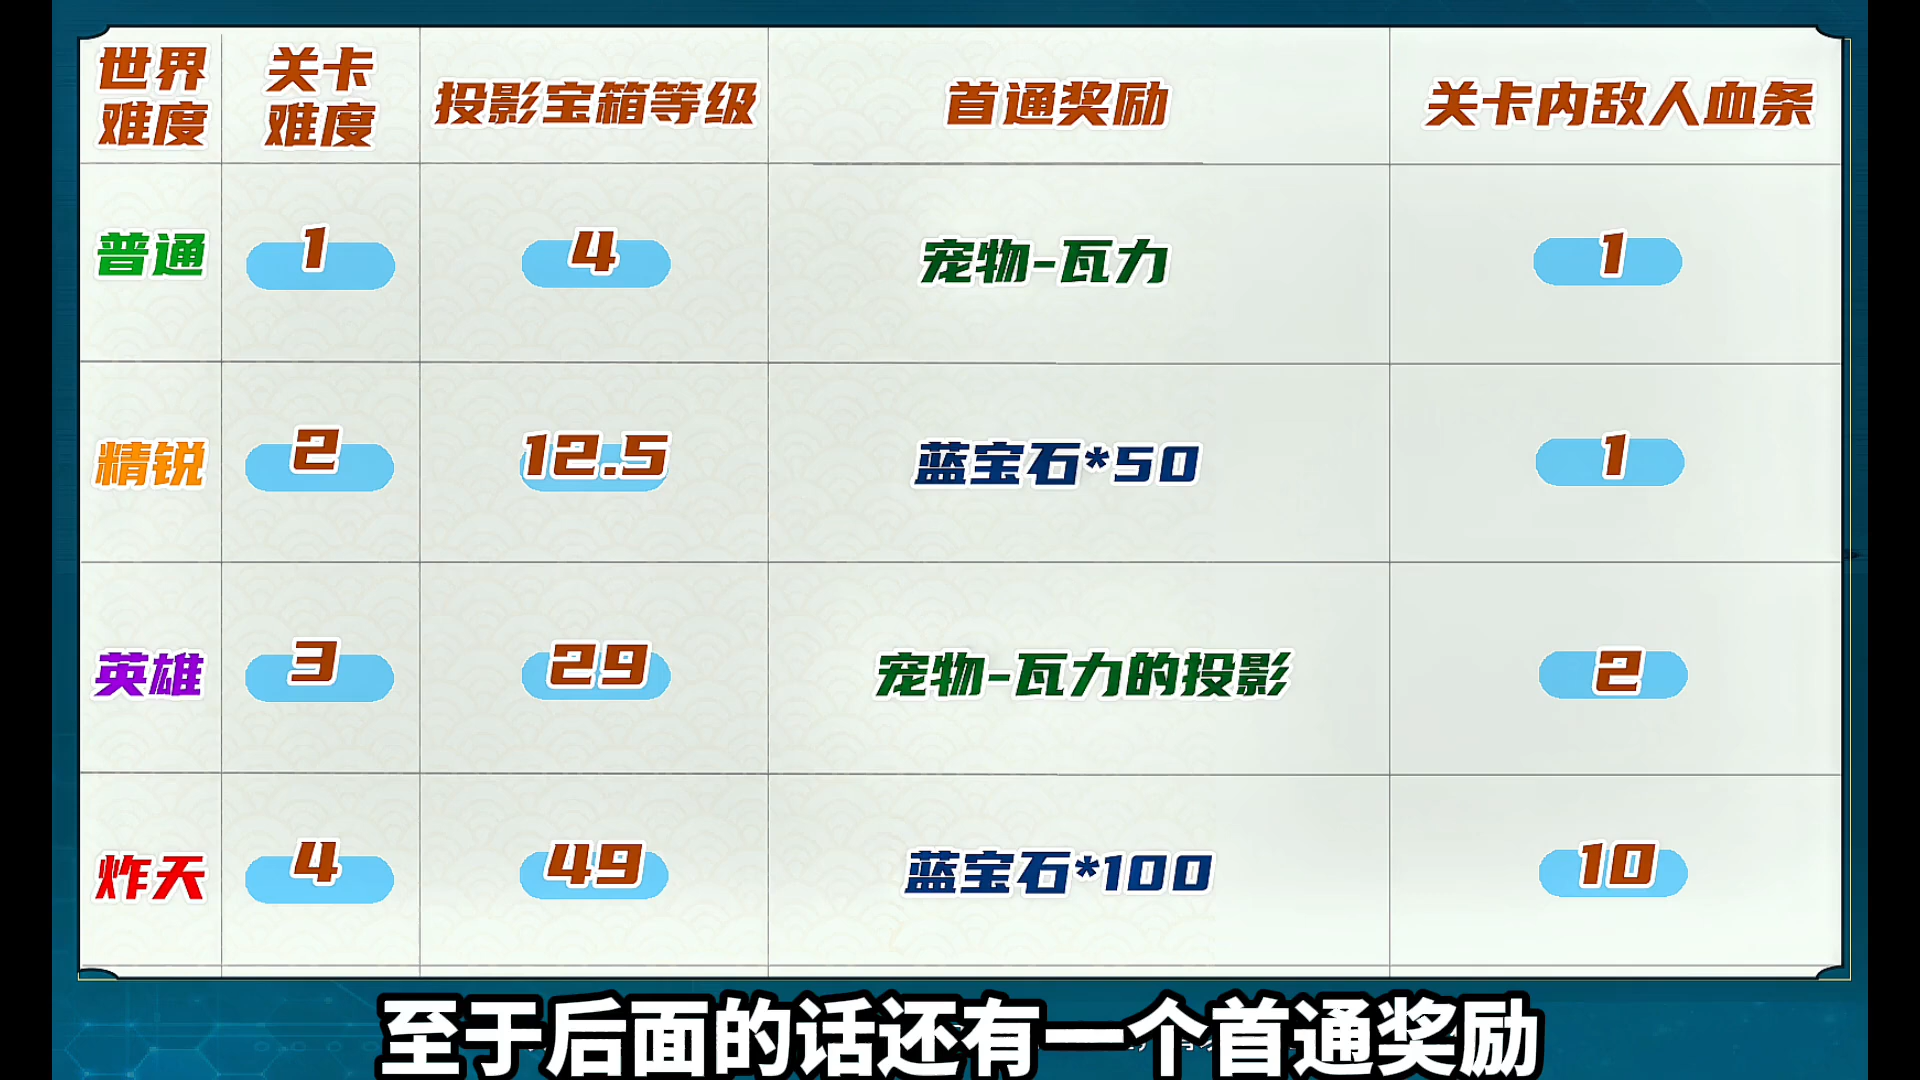 世界难度 关卡难度 投影宝箱等级 首通奖励 关卡内敌人血条
普通 1 4 宠物-瓦力 1
精锐 2 12.5 蓝宝石*50 1
英雄 3 29 宠物-瓦力的投影 2
炸天 4 49 蓝宝石*100 10
至于后面的话还有一个首通奖励